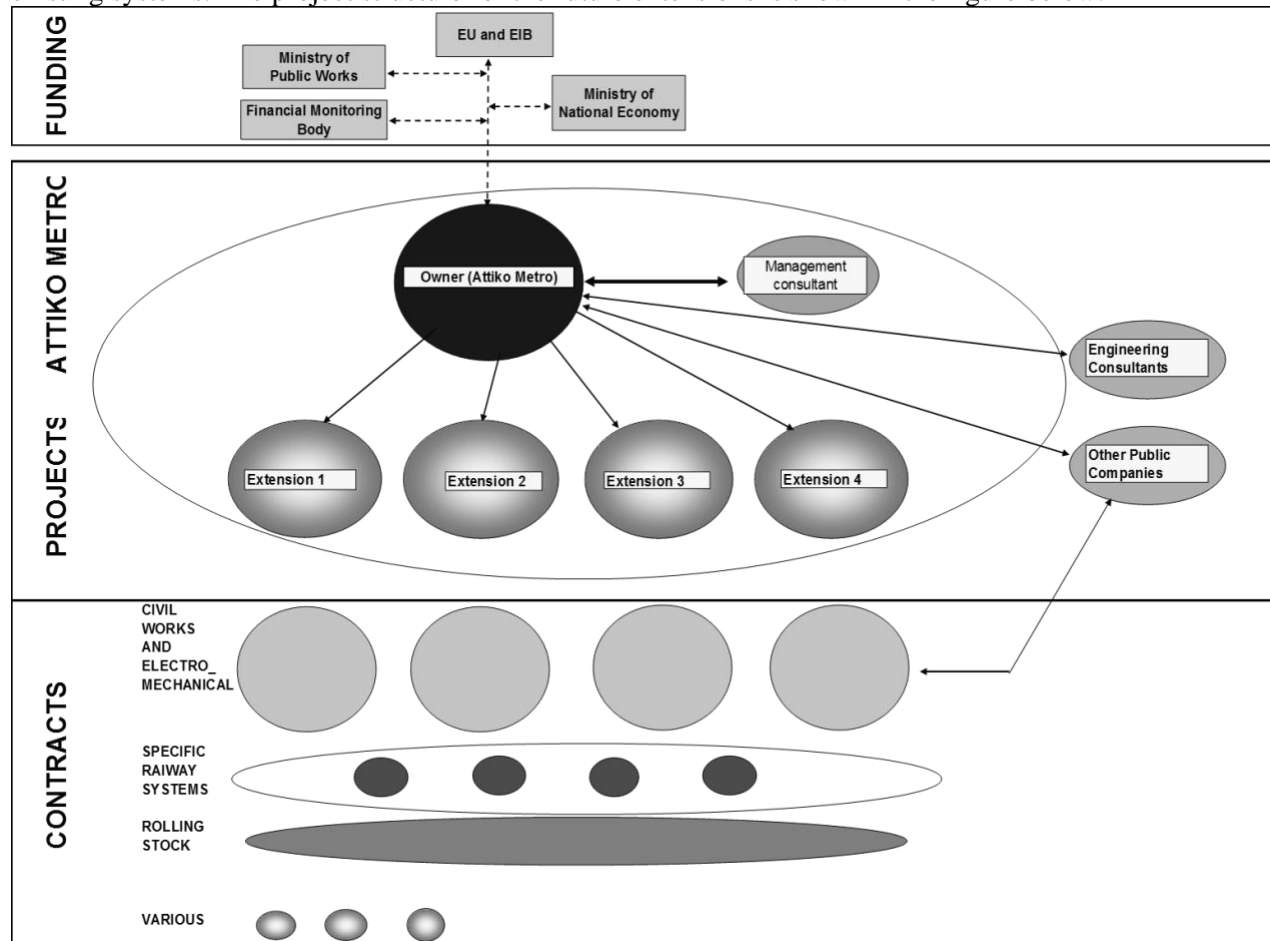 FUNDING
EU and EIB
Ministry of
Public Works
Ministry of
National Economy
Financial Monitoring
Body
ATTIKO METRO
Owner (Attiko Metro)
Management
consultant
Engineering
Consultants
PROJECTS
Other Public
Companies
Extension 1
Extension 2
Extension 3
Extension 4
CONTRACTS
CIVIL
WORKS
AND
ELECTRO_
MECHANICAL
SPECIFIC
RAIWAY
SYSTEMS
ROLLING
STOCK
VARIOUS